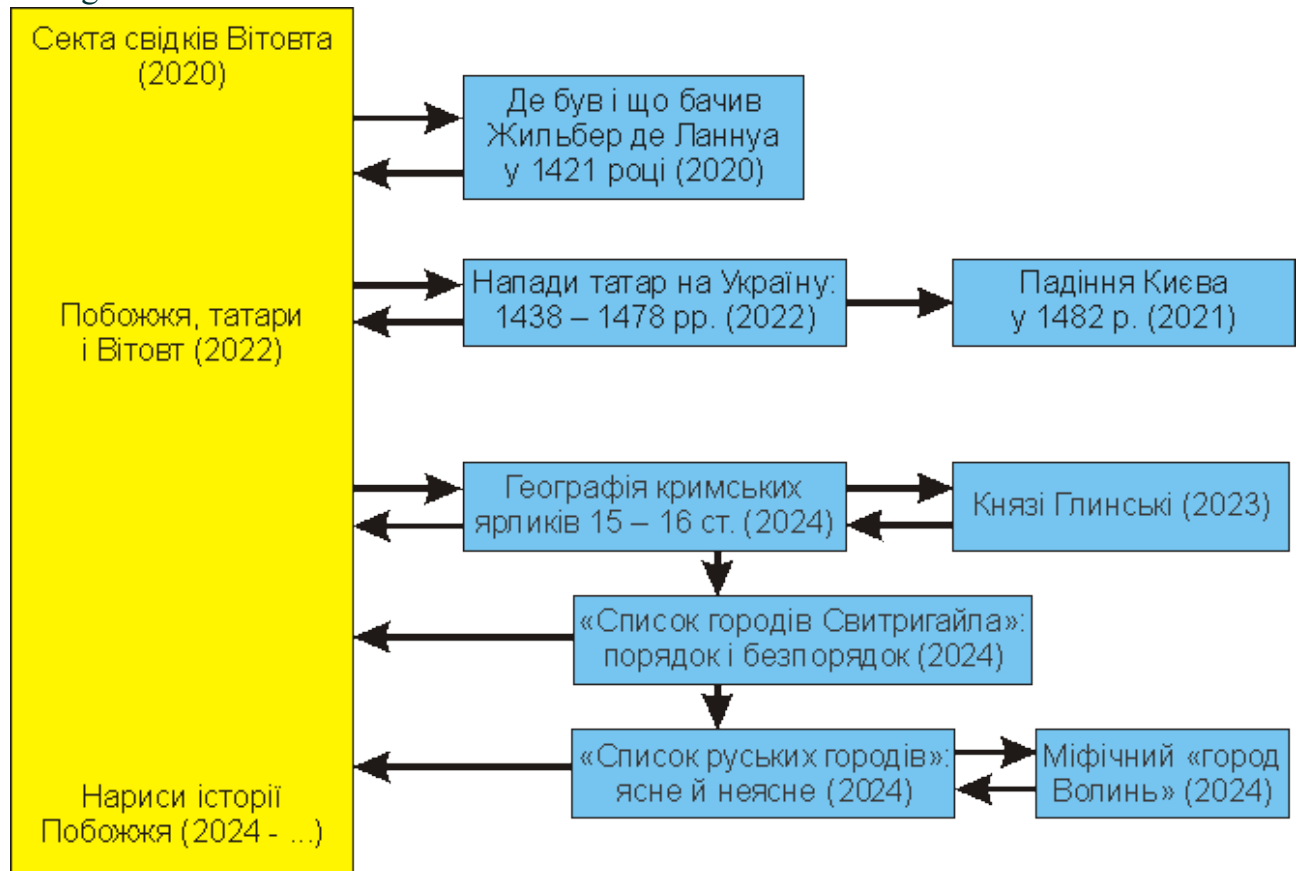 Секта свідків Вітовта
(2020)
Де був і що бачив
Жильбер де Ланнуа
у 1421 році (2020)
Побожжя, татари
і Вітовт (2022)
Напади татар на Україну:
1438 – 1478 рр. (2022)
Падіння Києва
у 1482 р. (2021)
Географія кримських
ярликів 15 – 16 ст. (2024)
Князі Глинські (2023)
«Список городів Свитригайла»:
порядок і безпорядок (2024)
«Список руських городів»:
ясне й неясне (2024)
Міфічний «город
Волинь» (2024)
Нариси історії
Побожжя (2024 - ...)